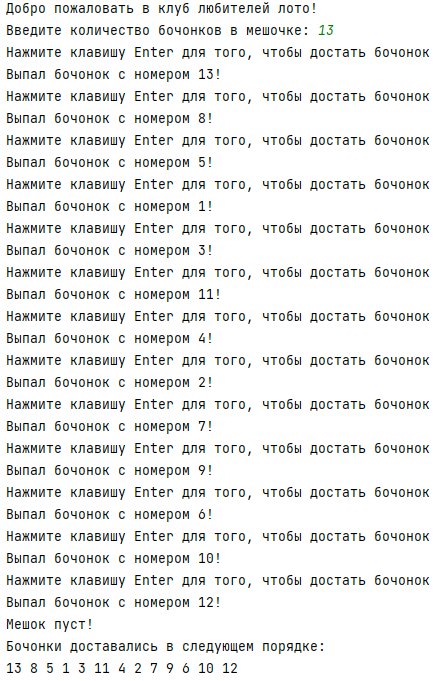 Добро пожаловать в клуб любителей лото!
Введите количество бочонков в мешочке: 13
Нажмите клавишу Enter для того, чтобы достать бочонок
Выпал бочонок с номером 13!
Нажмите клавишу Enter для того, чтобы достать бочонок
Выпал бочонок с номером 8!
Нажмите клавишу Enter для того, чтобы достать бочонок
Выпал бочонок с номером 5!
Нажмите клавишу Enter для того, чтобы достать бочонок
Выпал бочонок с номером 1!
Нажмите клавишу Enter для того, чтобы достать бочонок
Выпал бочонок с номером 3!
Нажмите клавишу Enter для того, чтобы достать бочонок
Выпал бочонок с номером 11!
Нажмите клавишу Enter для того, чтобы достать бочонок
Выпал бочонок с номером 4!
Нажмите клавишу Enter для того, чтобы достать бочонок
Выпал бочонок с номером 2!
Нажмите клавишу Enter для того, чтобы достать бочонок
Выпал бочонок с номером 7!
Нажмите клавишу Enter для того, чтобы достать бочонок
Выпал бочонок с номером 9!
Нажмите клавишу Enter для того, чтобы достать бочонок
Выпал бочонок с номером 6!
Нажмите клавишу Enter для того, чтобы достать бочонок
Выпал бочонок с номером 10!
Нажмите клавишу Enter для того, чтобы достать бочонок
Выпал бочонок с номером 12!
Мешок пуст!
Бочонки доставались в следующем порядке:
13 8 5 1 3 11 4 2 7 9 6 10 12